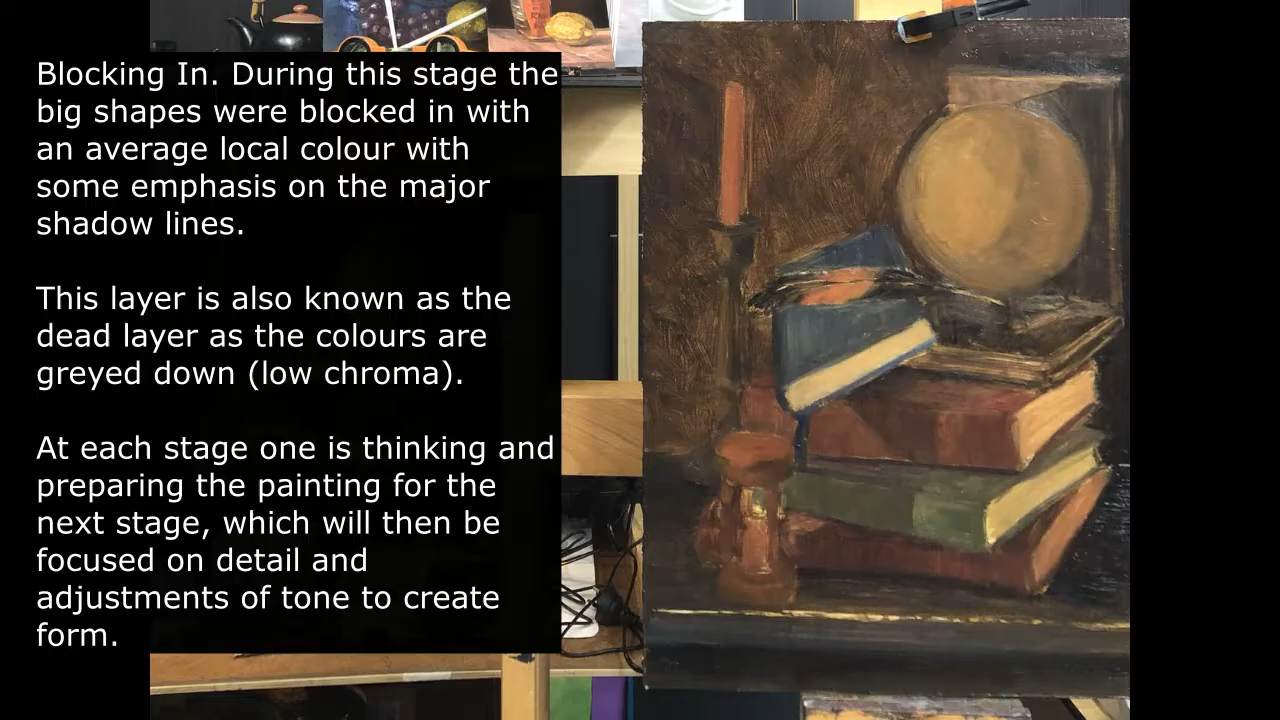 Blocking In. During this stage the
big shapes were blocked in with
an average local colour with
some emphasis on the major
shadow lines.
This layer is also known as the
dead layer as the colours are
greyed down (low chroma).
At each stage one is thinking and
preparing the painting for the
next stage, which will then be
focused on detail and
adjustments of tone to create
form.